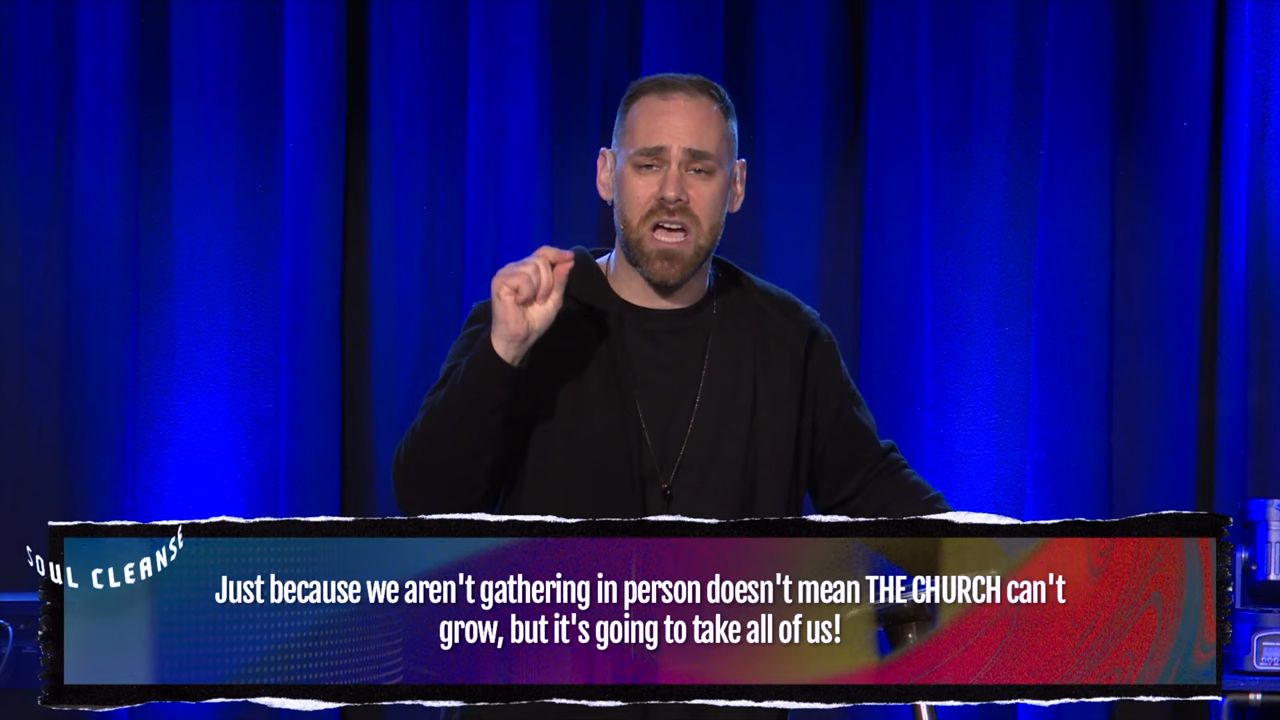 SOUL CLEANSE
Just because we aren't gathering in person doesn't mean THE CHURCH can't
grow, but it's going to take all of us!